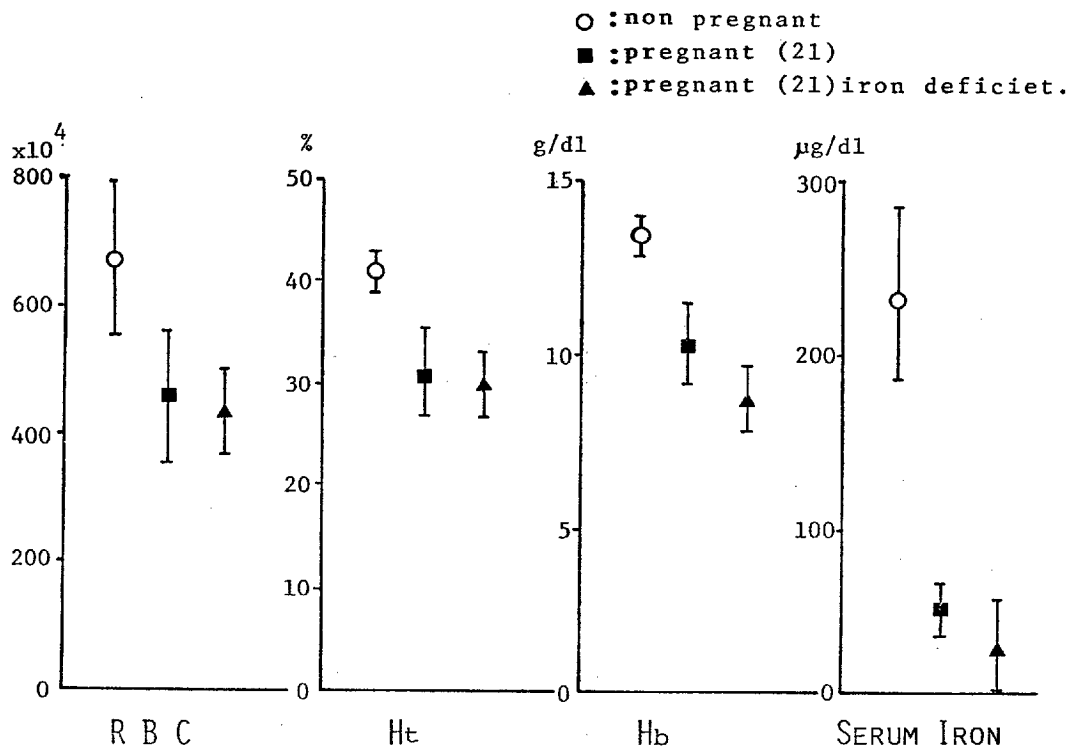 ○ : non pregnant
■ : pregnant (21)
▲ : pregnant (21) iron deficiet.
x10⁴
800
600
400
200
0
R B C
%
50
40
30
20
10
0
Ht
g/dl
15
10
5
0
Hb
µg/dl
300
200
100
0
SERUM IRON